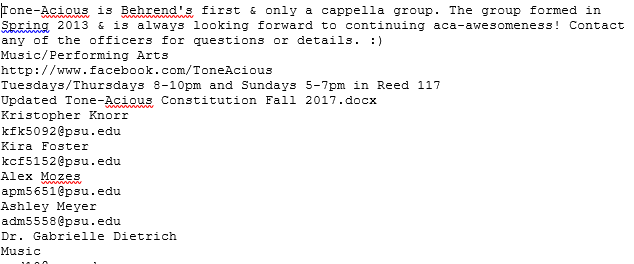 Tone-Acious is Behrend's first & only a cappella group. The group formed in
Spring 2013 & is always looking forward to continuing aca-awesomeness! Contact
any of the officers for questions or details. :)
Music/Performing Arts
http://www.facebook.com/ToneAcious
Tuesdays/Thursdays 8-10pm and Sundays 5-7pm in Reed 117
Updated Tone-Acious Constitution Fall 2017.docx
Kristopher Knorr
kfk5092@psu.edu
Kira Foster
kcf5152@psu.edu
Alex Mozes
apm5651@psu.edu
Ashley Meyer
adm5558@psu.edu
Dr. Gabrielle Dietrich
Music